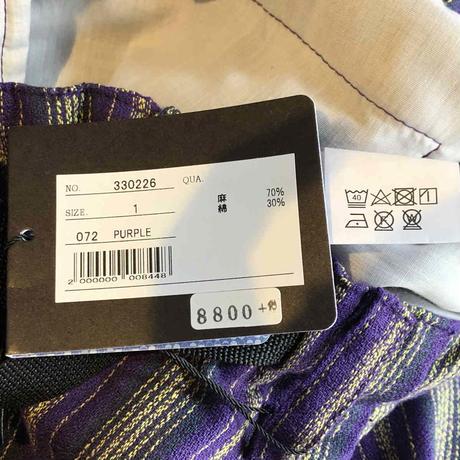 NO. 330226 QUA.
麻 70%
綿 30%
SIZE. 1
072 PURPLE
2 000000 008448
8800+税
40